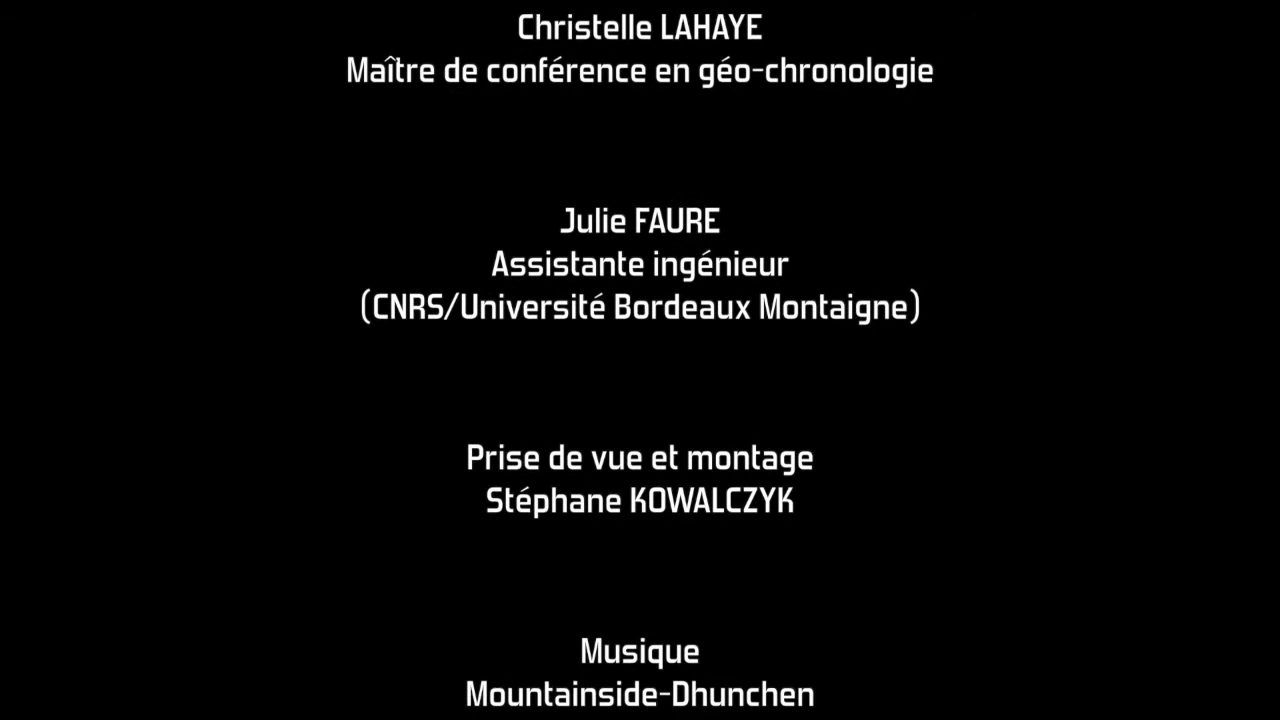 Christelle LAHAYE
Maître de conférence en géo-chronologie
Julie FAURE
Assistante ingénieur
(CNRS/Université Bordeaux Montaigne)
Prise de vue et montage
Stéphane KOWALCZYK
Musique
Mountainside-Dhunchen